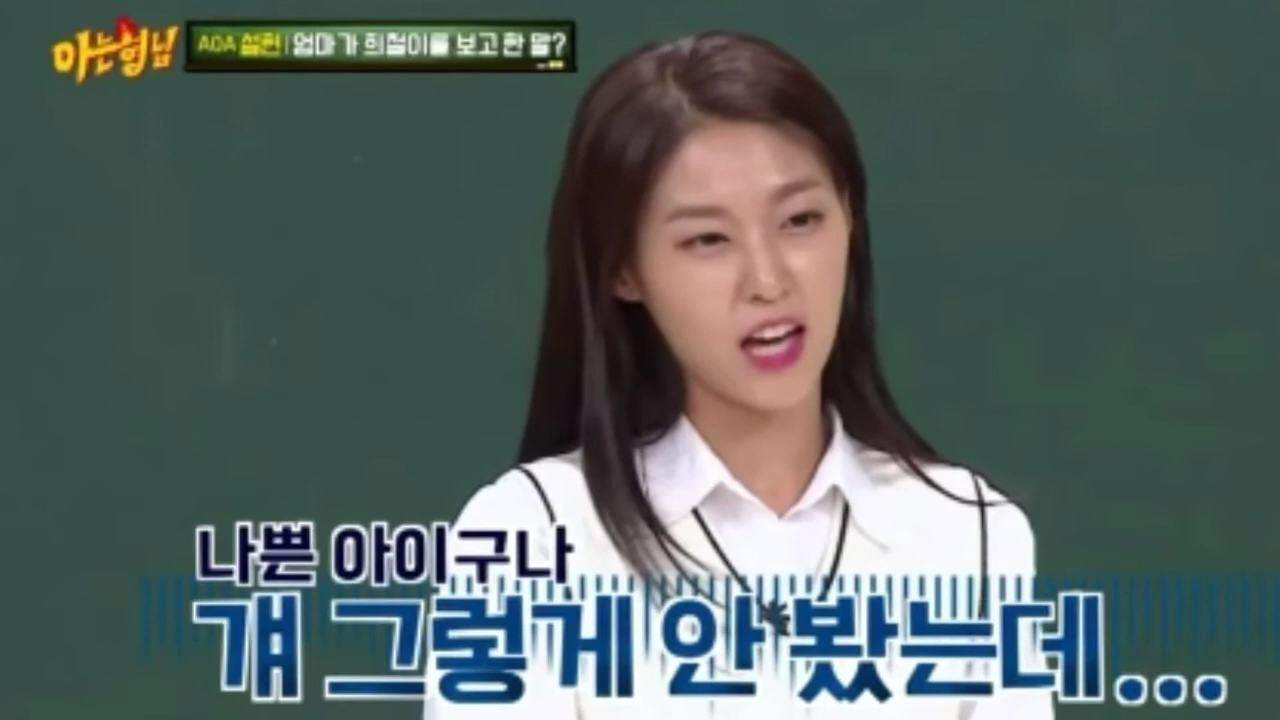 아는형님
AOA 설현 | 엄마가 희철이를 보고 한 말?
나쁜 아이구나
걔 그렇게 안 봤는데...